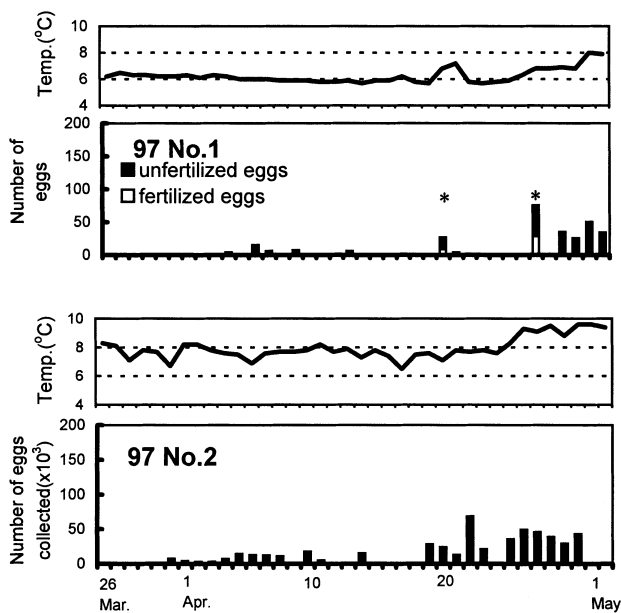 10
8
6
4
Temp.(°C)
200
150
100
50
0
Number of
eggs
97 No.1
unfertilized eggs
fertilized eggs
* *
10
8
6
4
Temp.(°C)
200
150
100
50
0
Number of eggs
collected(x10³)
97 No.2
26 1 10 20 1
Mar. Apr. May